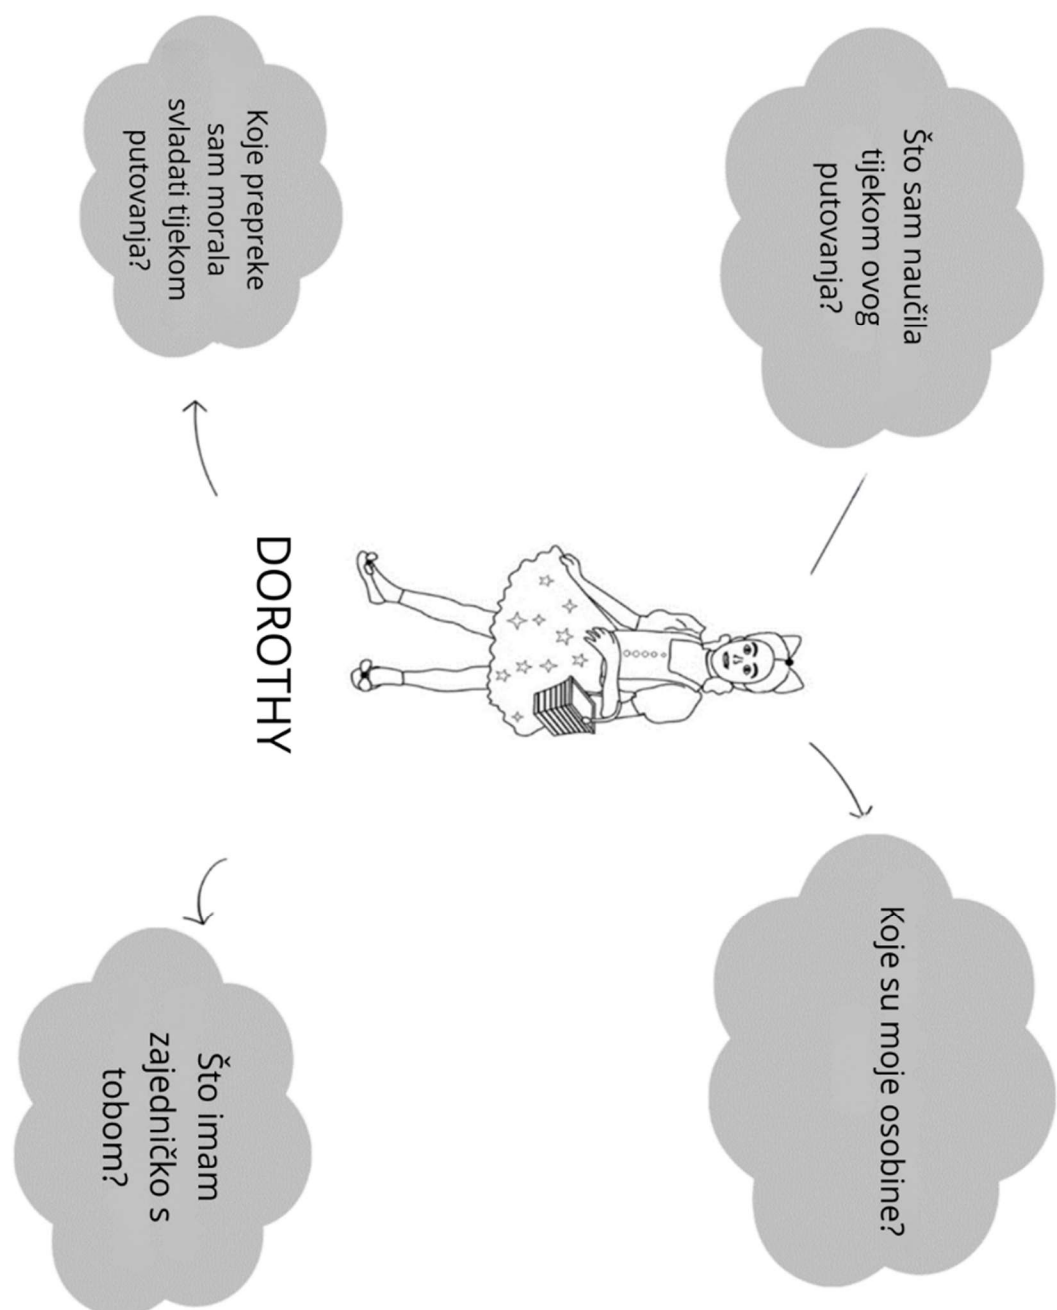 Što sam naučila
tijekom ovog
putovanja?
Koje su moje osobine?
DOROTHY
Koje prepreke
sam morala
svladati tijekom
putovanja?
Što imam
zajedničko s
tobom?